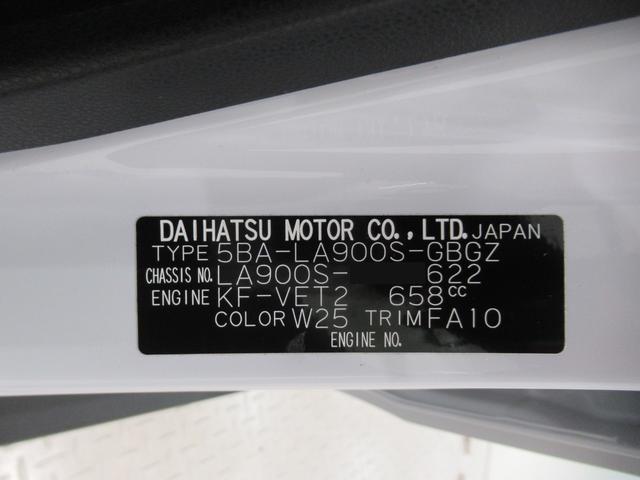 DAIHATSU MOTOR CO.,LTD. JAPAN
TYPE 5BA-LA900S-GBGZ
CHASSIS NO. LA900S- 622
ENGINE KF-VET2 658cc
COLOR W25 TRIM FA10
ENGINE NO.